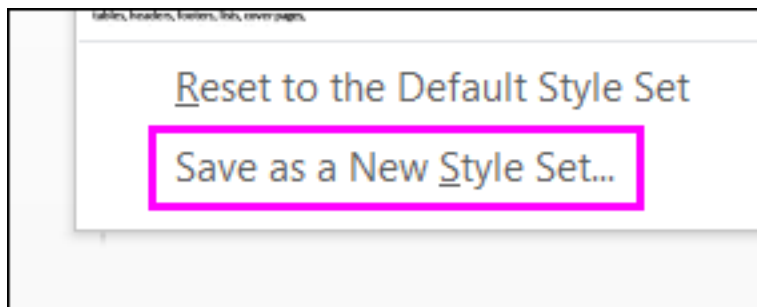 tables, headers, footers, lists, cover pages,
Reset to the Default Style Set
Save as a New Style Set...